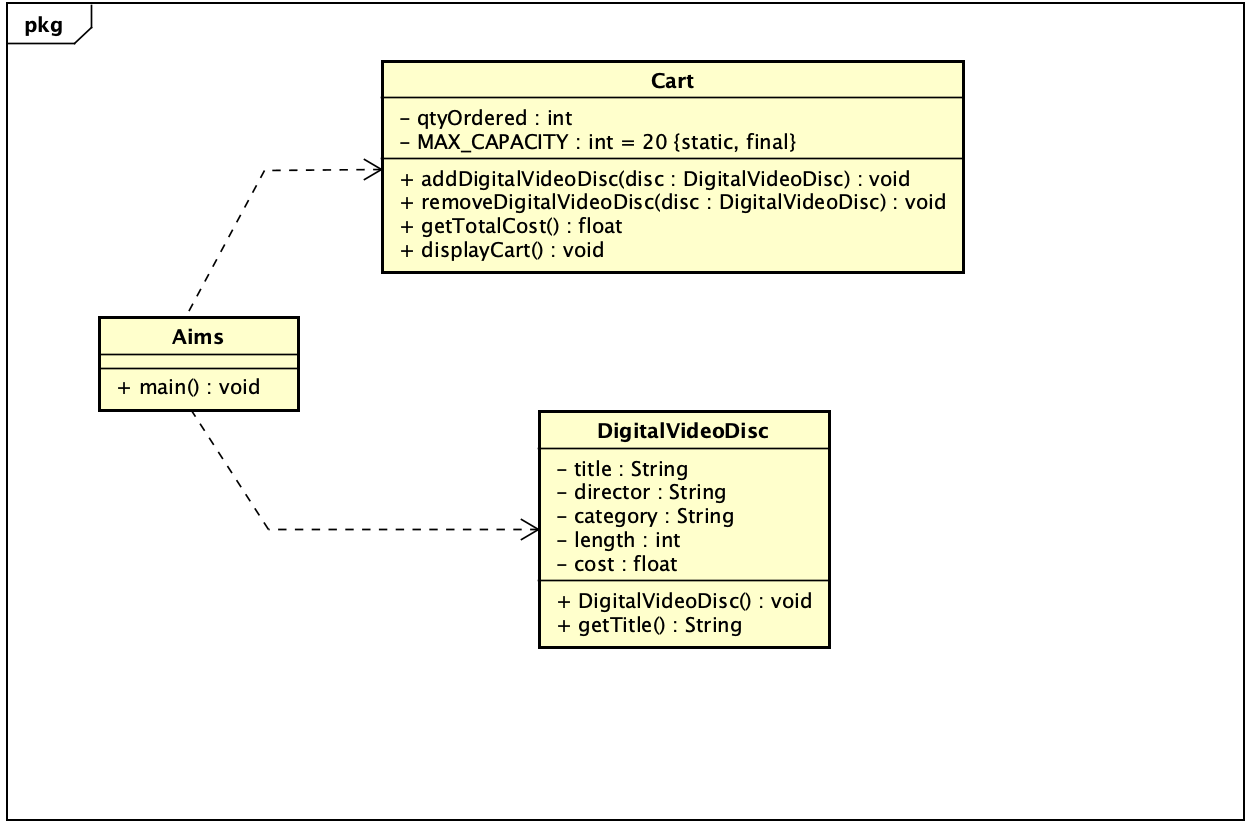 pkg
Cart
– qtyOrdered : int
– MAX_CAPACITY : int = 20 {static, final}
+ addDigitalVideoDisc(disc : DigitalVideoDisc) : void
+ removeDigitalVideoDisc(disc : DigitalVideoDisc) : void
+ getTotalCost() : float
+ displayCart() : void
Aims
+ main() : void
DigitalVideoDisc
– title : String
– director : String
– category : String
– length : int
– cost : float
+ DigitalVideoDisc() : void
+ getTitle() : String